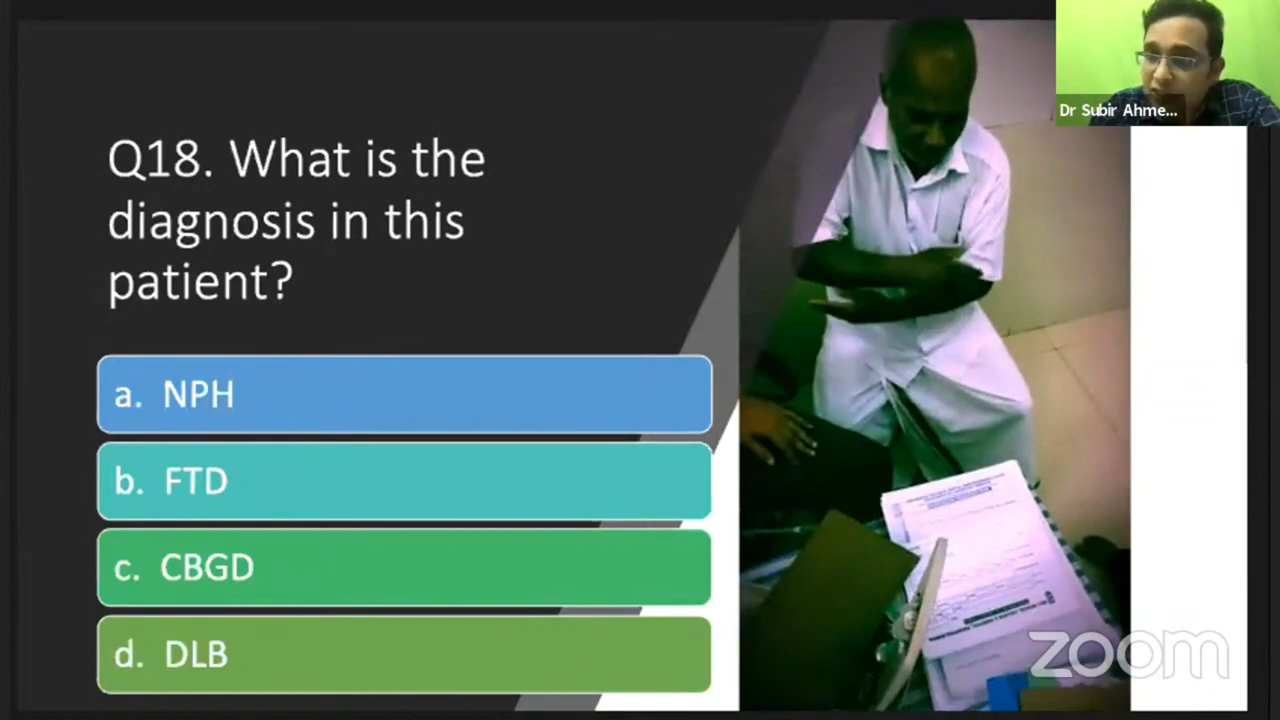 Q18. What is the
diagnosis in this
patient?
a. NPH
b. FTD
c. CBGD
d. DLB
Dr Subir Ahme...
zoom